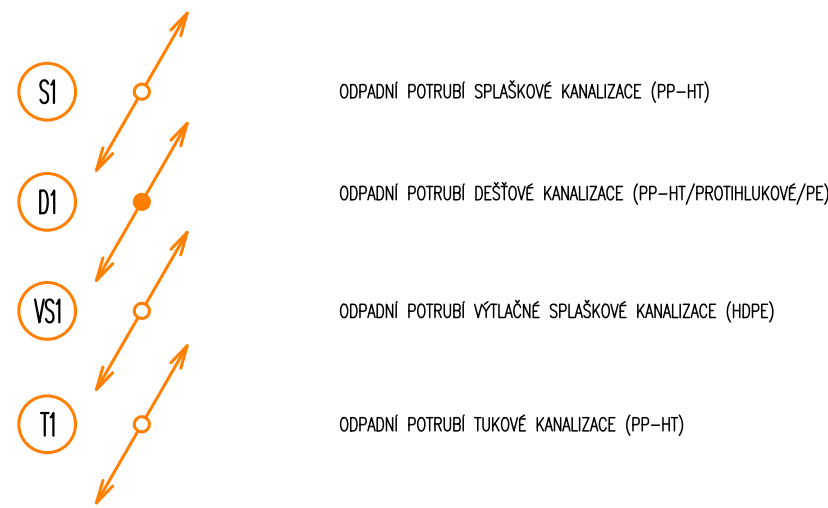 S1 ODPADNÍ POTRUBÍ SPLAŠKOVÉ KANALIZACE (PP-HT)
D1 ODPADNÍ POTRUBÍ DEŠŤOVÉ KANALIZACE (PP-HT/PROTIHLUKOVÉ/PE)
VS1 ODPADNÍ POTRUBÍ VÝTLAČNÉ SPLAŠKOVÉ KANALIZACE (HDPE)
T1 ODPADNÍ POTRUBÍ TUKOVÉ KANALIZACE (PP-HT)